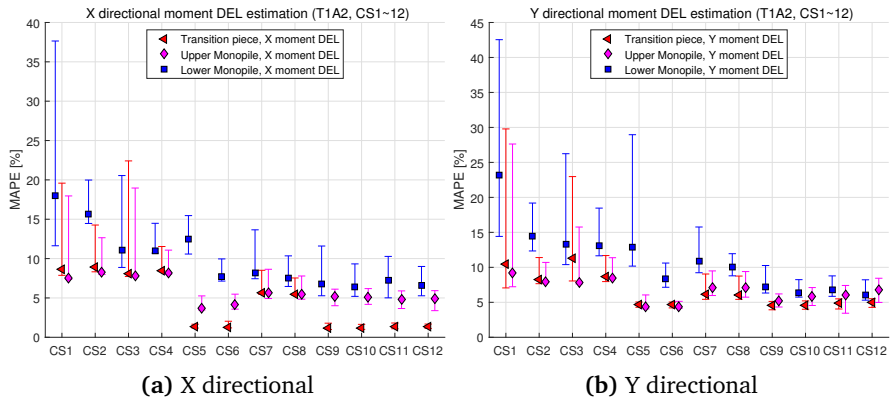 X directional moment DEL estimation (T1A2, CS1~12)
40
35
30
25
20
15
10
5
0
MAPE [%]
Transition piece, X moment DEL
Upper Monopile, X moment DEL
Lower Monopile, X moment DEL
CS1 CS2 CS3 CS4 CS5 CS6 CS7 CS8 CS9 CS10 CS11 CS12
(a) X directional
Y directional moment DEL estimation (T1A2, CS1~12)
45
40
35
30
25
20
15
10
5
0
MAPE [%]
Transition piece, Y moment DEL
Upper Monopile, Y moment DEL
Lower Monopile, Y moment DEL
CS1 CS2 CS3 CS4 CS5 CS6 CS7 CS8 CS9 CS10 CS11 CS12
(b) Y directional